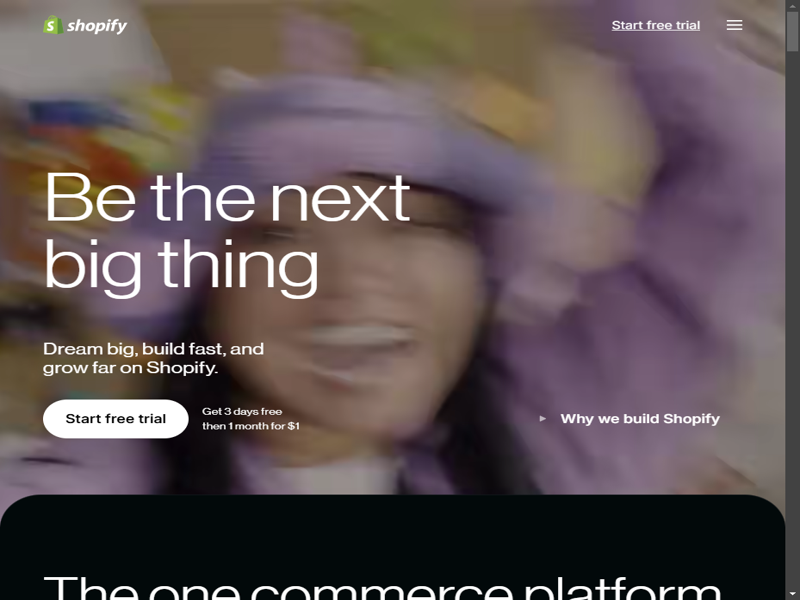 shopify
Start free trial
Be the next
big thing
Dream big, build fast, and
grow far on Shopify.
Start free trial
Get 3 days free
then 1 month for $1
Why we build Shopify
The one commerce platform